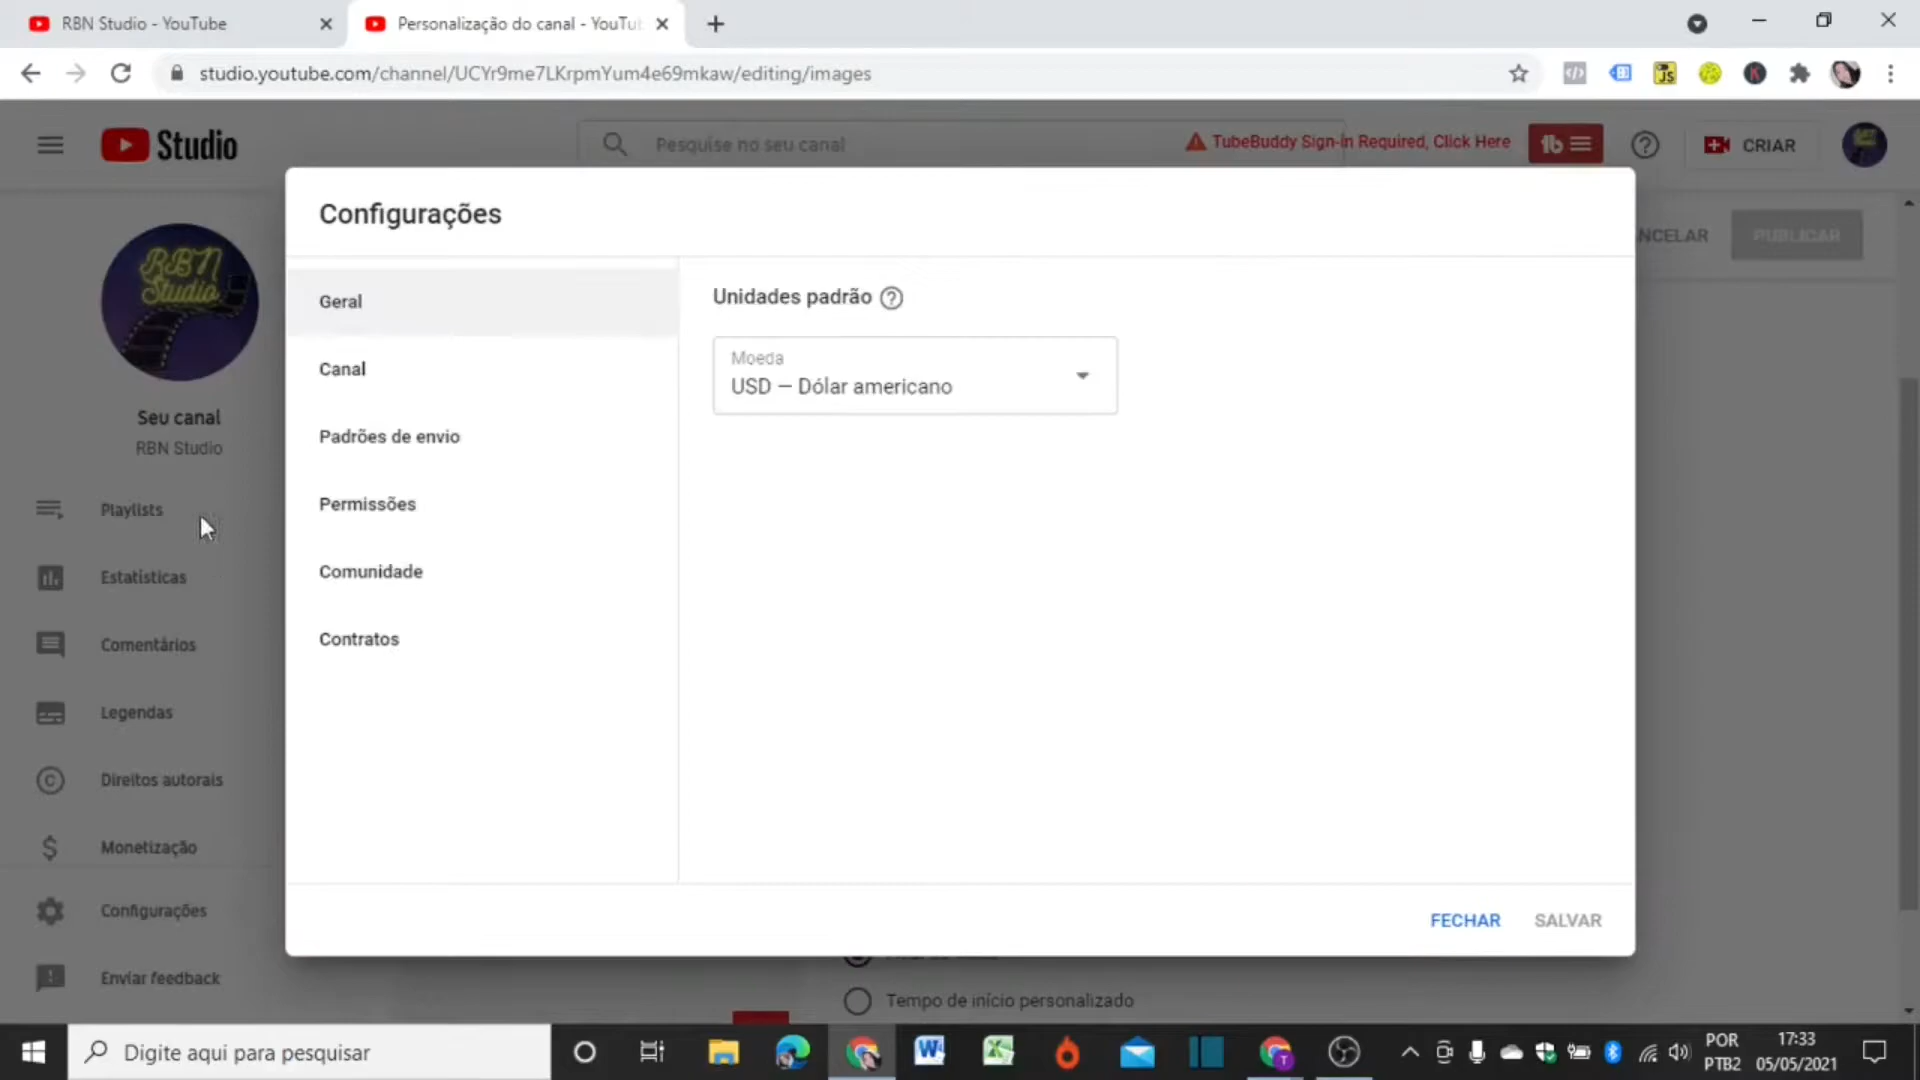 RBN Studio - YouTube
Personalização do canal - YouTu
studio.youtube.com/channel/UCYr9me7LKrpmYum4e69mkaw/editing/images
Studio
Pesquise no seu canal
TubeBuddy Sign-in Required, Click Here
CRIAR
NCELAR
PUBLICAR
RBN
Studio
Seu canal
RBN Studio
Playlists
Estatísticas
Comentários
Legendas
Direitos autorais
Monetização
Configurações
Enviar feedback
Configurações
Geral
Canal
Padrões de envio
Permissões
Comunidade
Contratos
Unidades padrão
Moeda
USD – Dólar americano
FECHAR
SALVAR
Tempo de início personalizado
Digite aqui para pesquisar
POR
PTB2
17:33
05/05/2021